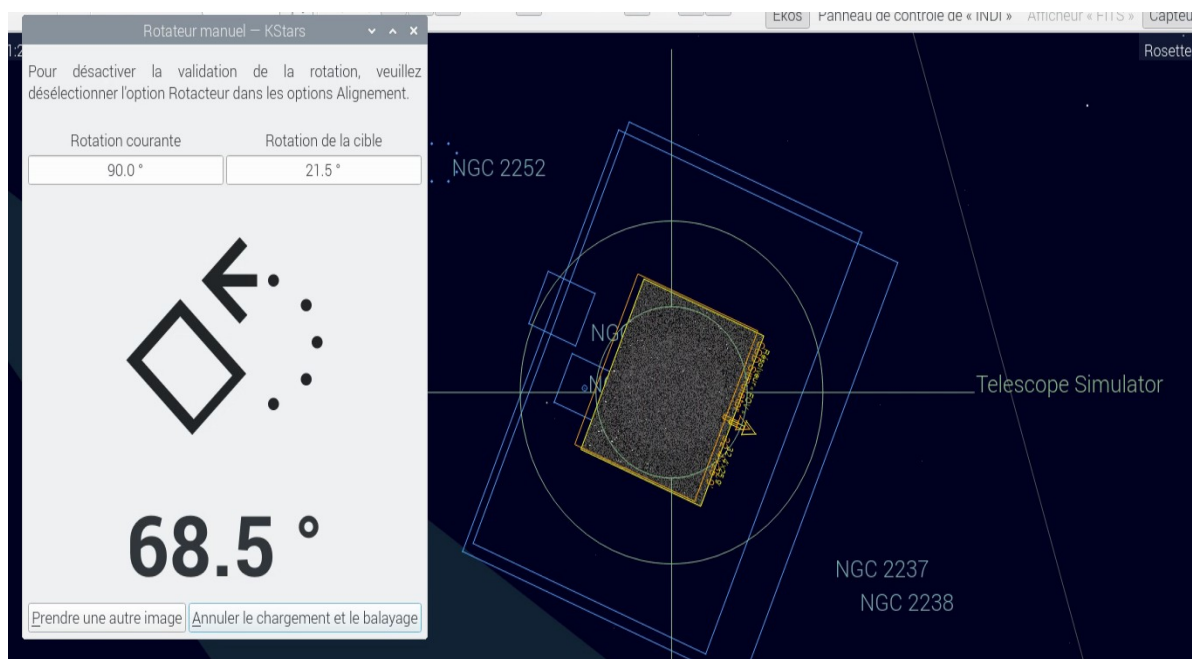 Ekos Panneau de contrôle de « INDI » Afficheur « FITS » Capteu
Rotateur manuel — KStars
Rosette
Pour désactiver la validation de la rotation, veuillez
désélectionner l'option Rotacteur dans les options Alignement.
Rotation courante
Rotation de la cible
90.0 °
21.5 °
68.5 °
Prendre une autre image
Annuler le chargement et le balayage
NGC 2252
Telescope Simulator
NGC 2237
NGC 2238